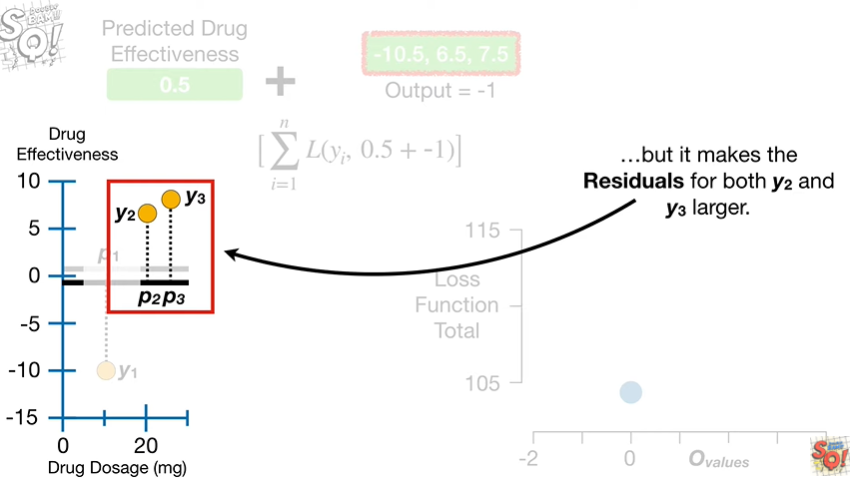 Predicted Drug
Effectiveness
0.5
+
-10.5, 6.5, 7.5
Output = -1
[∑ⁿᵢ₌₁ L(yᵢ, 0.5 + -1)]
…but it makes the
Residuals for both y₂ and
y₃ larger.
Drug
Effectiveness
10
5
0
-5
-10
-15
y₂
y₃
p₁
p₂
p₃
y₁
0
20
Drug Dosage (mg)
115
Loss
Function
Total
105
-2
0
Ovalues
SQ!